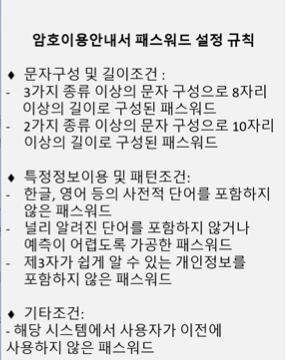 암호이용안내서 패스워드 설정 규칙
♦ 문자구성 및 길이조건 :
- 3가지 종류 이상의 문자 구성으로 8자리
이상의 길이로 구성된 패스워드
- 2가지 종류 이상의 문자 구성으로 10자리
이상의 길이로 구성된 패스워드
♦ 특정정보이용 및 패턴조건:
- 한글, 영어 등의 사전적 단어를 포함하지
않은 패스워드
- 널리 알려진 단어를 포함하지 않거나
예측이 어렵도록 가공한 패스워드
- 제3자가 쉽게 알 수 있는 개인정보를
포함하지 않은 패스워드
♦ 기타조건:
- 해당 시스템에서 사용자가 이전에
사용하지 않은 패스워드